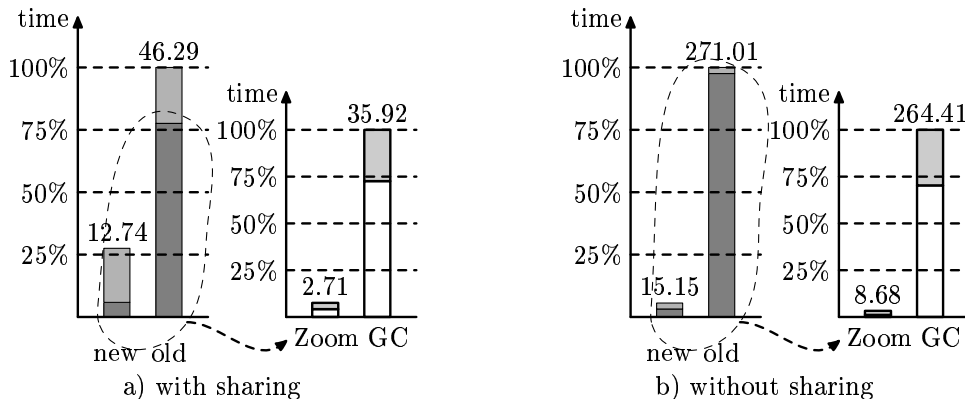 time
46.29
100%
75%
50%
12.74
25%
new old
time
35.92
100%
75%
50%
25%
2.71
Zoom GC
a) with sharing
time
271.01
100%
75%
50%
25%
15.15
new old
time
264.41
100%
75%
50%
25%
8.68
Zoom GC
b) without sharing